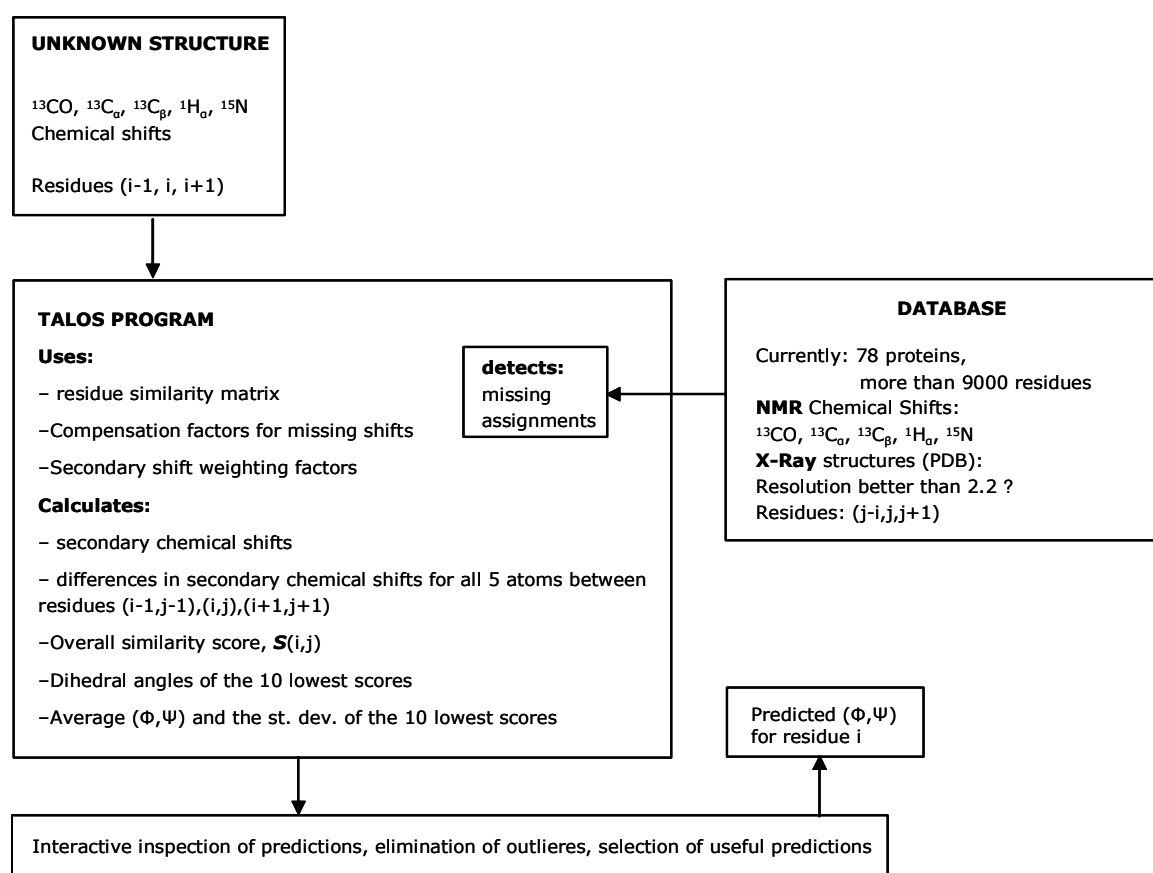 UNKNOWN STRUCTURE
¹³CO, ¹³Cα, ¹³Cβ, ¹Hα, ¹⁵N
Chemical shifts
Residues (i-1, i, i+1)
TALOS PROGRAM
Uses:
– residue similarity matrix
–Compensation factors for missing shifts
–Secondary shift weighting factors
Calculates:
– secondary chemical shifts
– differences in secondary chemical shifts for all 5 atoms between
residues (i-1,j-1),(i,j),(i+1,j+1)
–Overall similarity score, S(i,j)
–Dihedral angles of the 10 lowest scores
–Average (Φ,Ψ) and the st. dev. of the 10 lowest scores
detects:
missing
assignments
DATABASE
Currently: 78 proteins,
more than 9000 residues
NMR Chemical Shifts:
¹³CO, ¹³Cα, ¹³Cβ, ¹Hα, ¹⁵N
X-Ray structures (PDB):
Resolution better than 2.2 ?
Residues: (j-i,j,j+1)
Predicted (Φ,Ψ)
for residue i
Interactive inspection of predictions, elimination of outlieres, selection of useful predictions